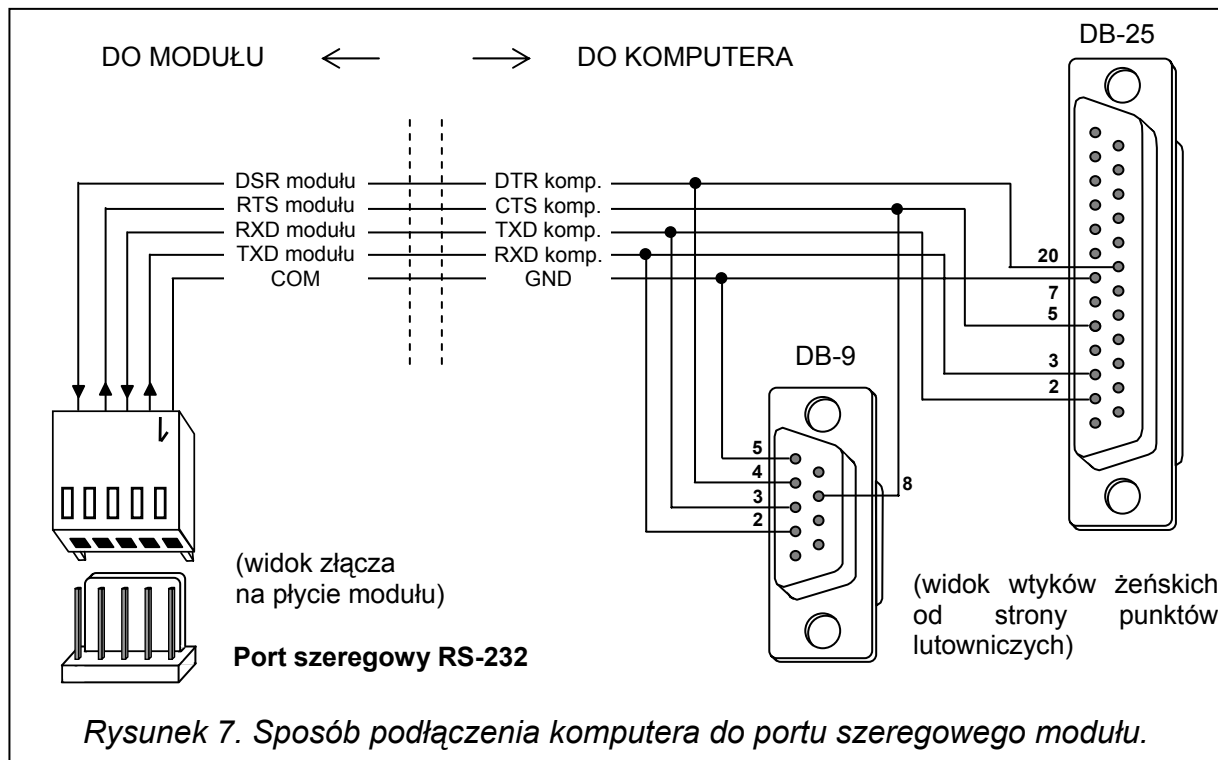 DO MODUŁU
DO KOMPUTERA
DB-25
DSR modułu
DTR komp.
RTS modułu
CTS komp.
RXD modułu
TXD komp.
TXD modułu
RXD komp.
COM
GND
20
7
5
3
2
DB-9
5
4
3
2
8
(widok złącza
na płycie modułu)
Port szeregowy RS-232
(widok wtyków żeńskich
od strony punktów
lutowniczych)
Rysunek 7. Sposób podłączenia komputera do portu szeregowego modułu.